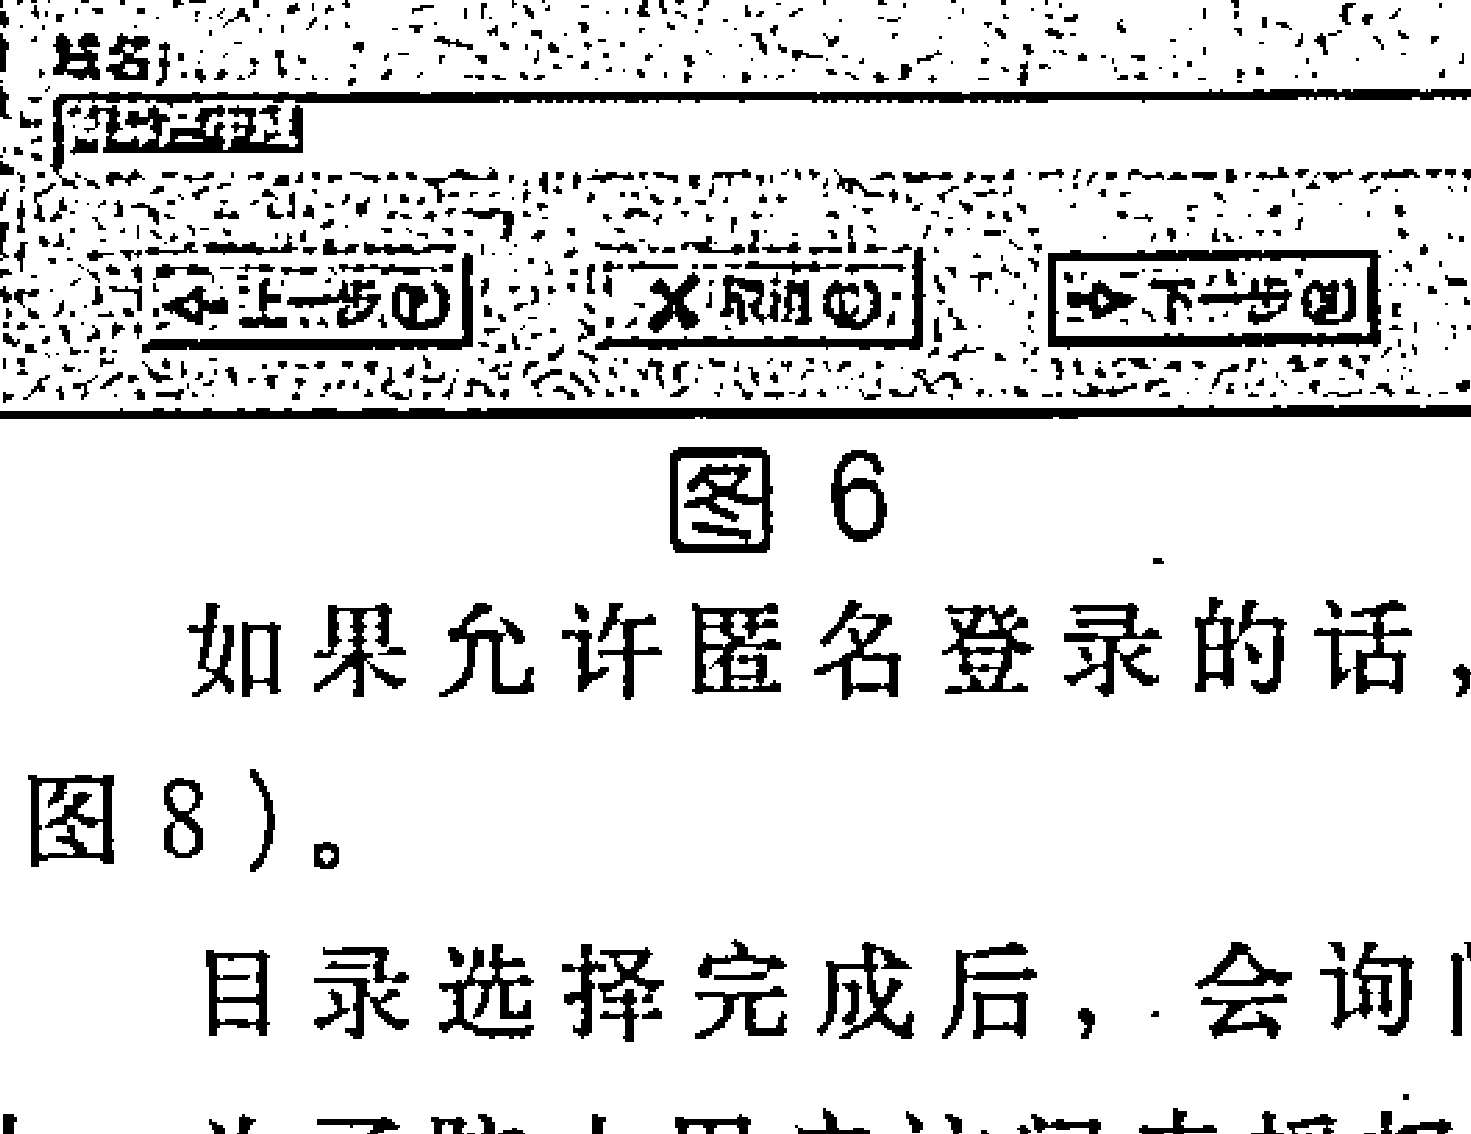 域名:
上一步(P) 取消(C) 下一步(N)
图 6
如果允许匿名登录的话，
图8)。
目录选择完成后，会询